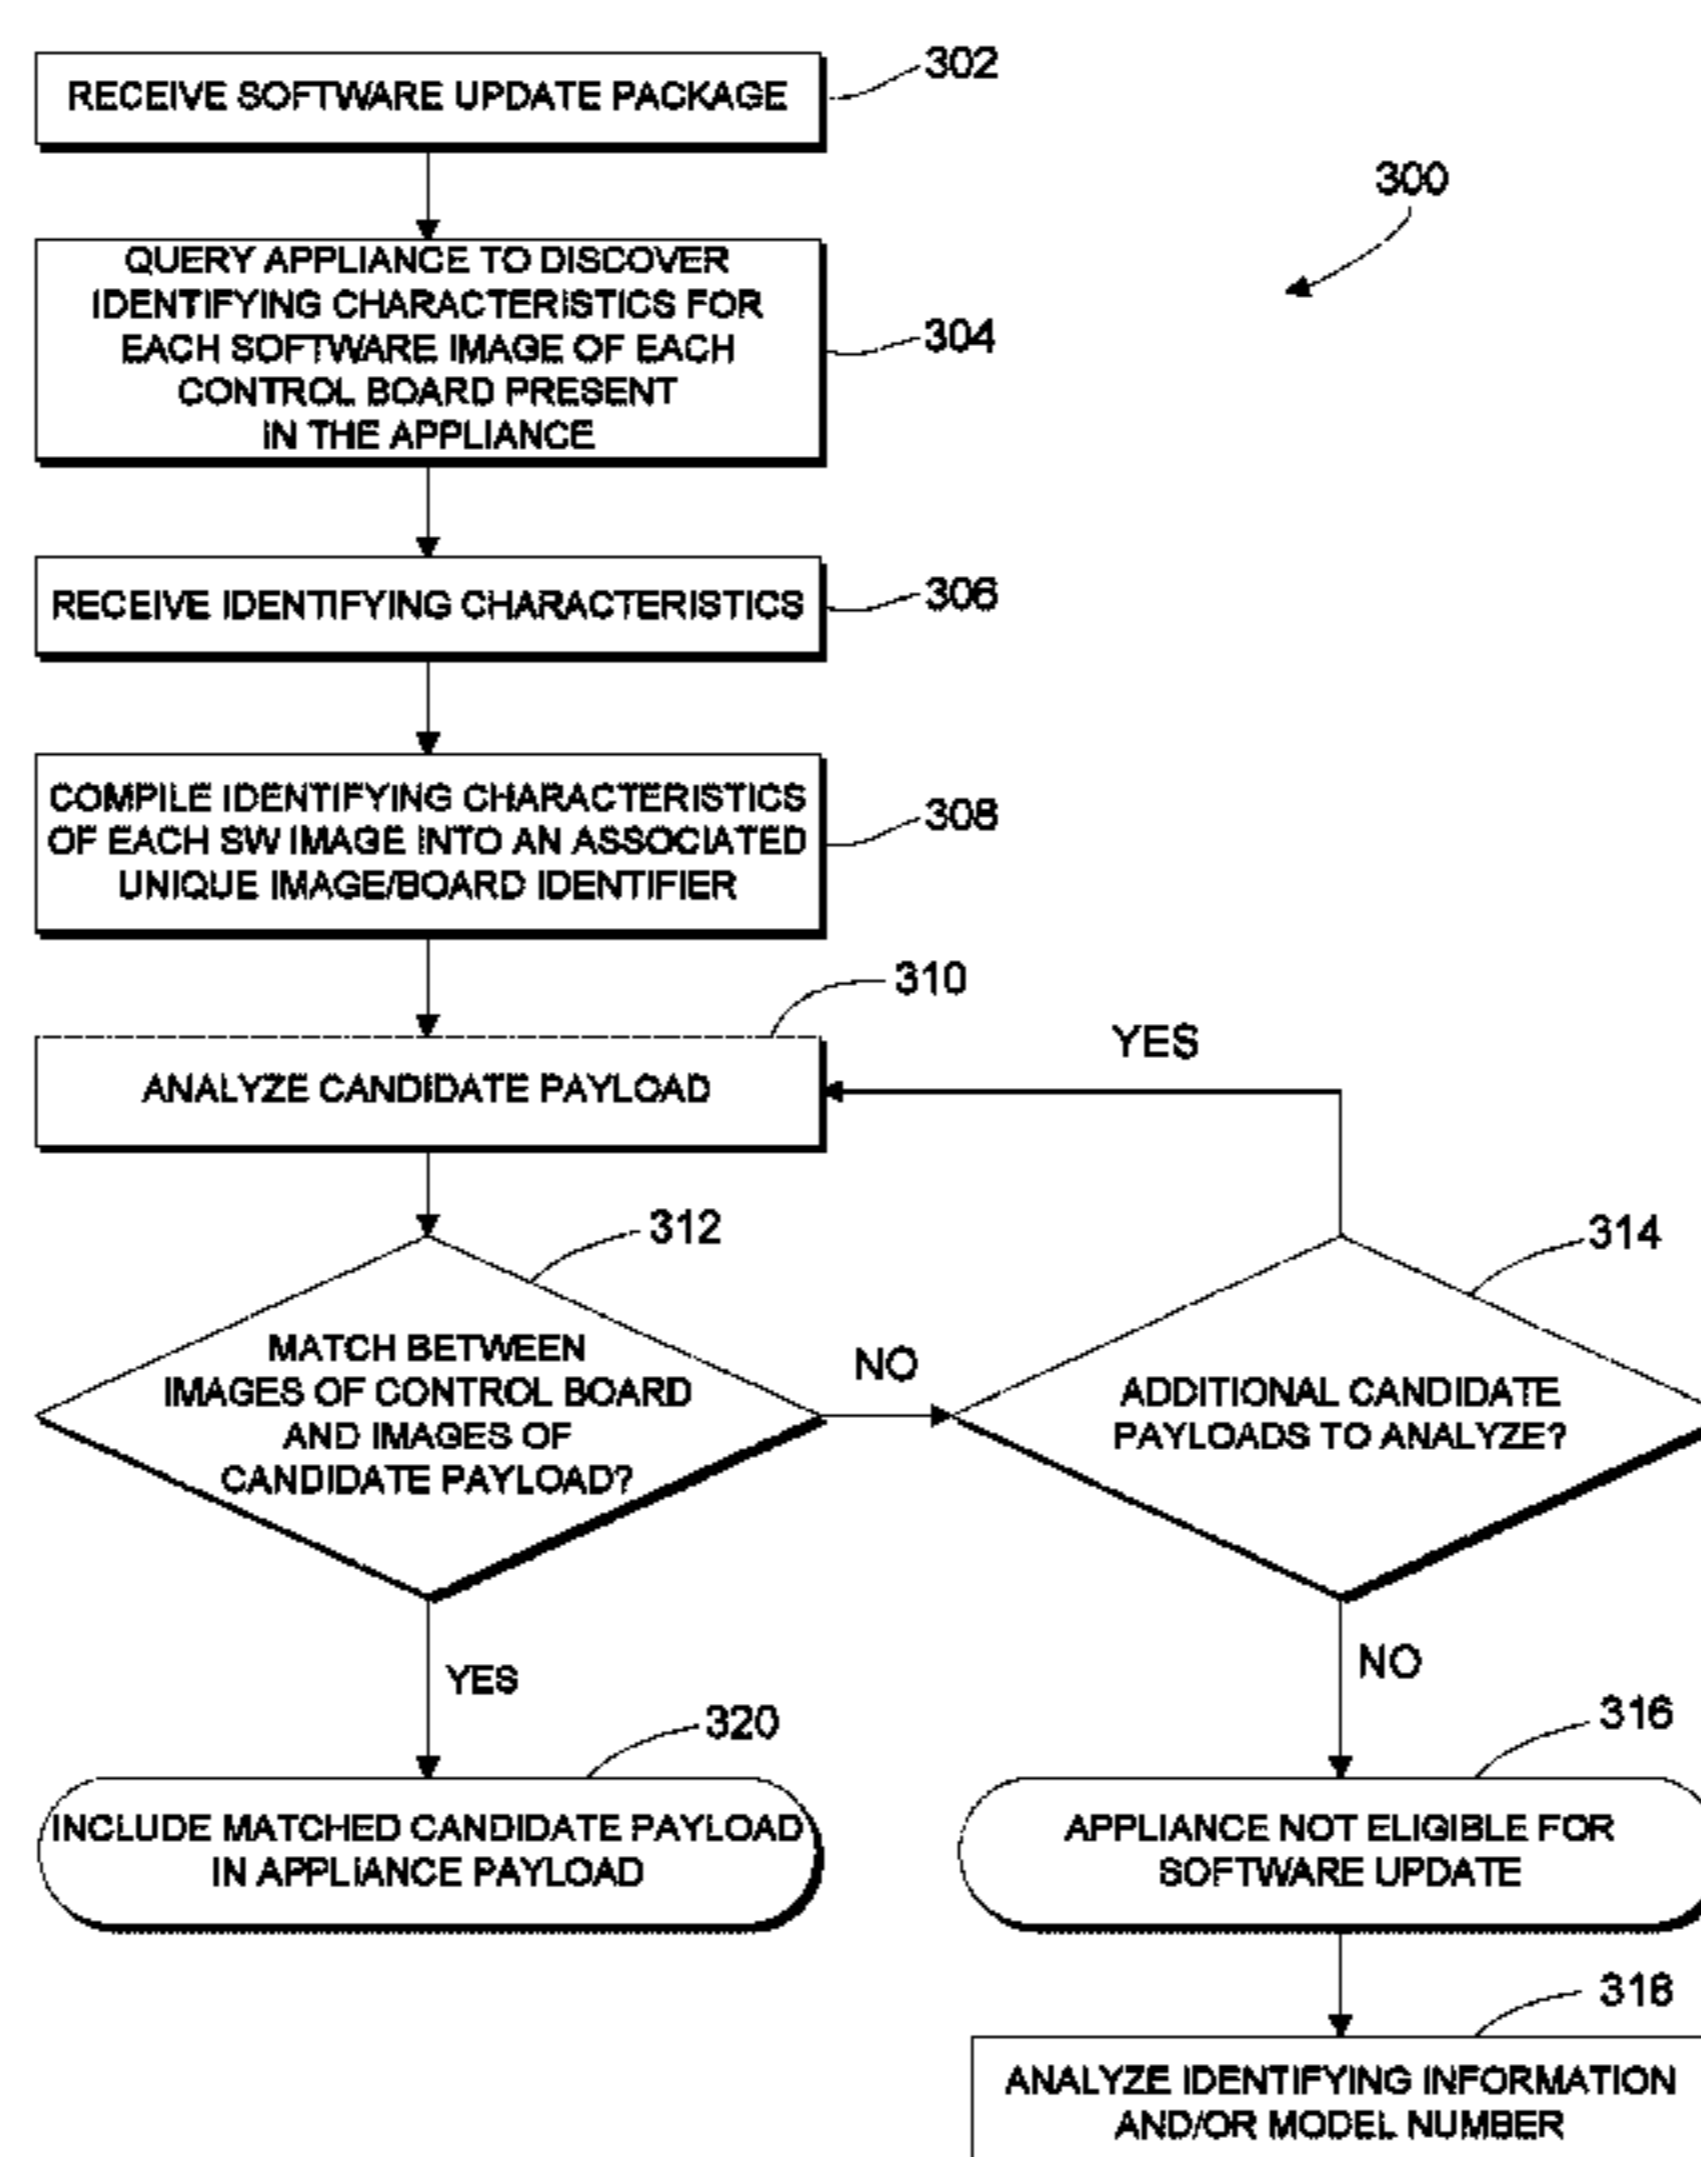 RECEIVE SOFTWARE UPDATE PACKAGE
302
300
QUERY APPLIANCE TO DISCOVER
IDENTIFYING CHARACTERISTICS FOR
EACH SOFTWARE IMAGE OF EACH
CONTROL BOARD PRESENT
IN THE APPLIANCE
304
RECEIVE IDENTIFYING CHARACTERISTICS
306
COMPILE IDENTIFYING CHARACTERISTICS
OF EACH SW IMAGE INTO AN ASSOCIATED
UNIQUE IMAGE/BOARD IDENTIFIER
308
310
ANALYZE CANDIDATE PAYLOAD
YES
312
MATCH BETWEEN
IMAGES OF CONTROL BOARD
AND IMAGES OF
CANDIDATE PAYLOAD?
NO
314
ADDITIONAL CANDIDATE
PAYLOADS TO ANALYZE?
YES
NO
320
INCLUDE MATCHED CANDIDATE PAYLOAD
IN APPLIANCE PAYLOAD
316
APPLIANCE NOT ELIGIBLE FOR
SOFTWARE UPDATE
318
ANALYZE IDENTIFYING INFORMATION
AND/OR MODEL NUMBER